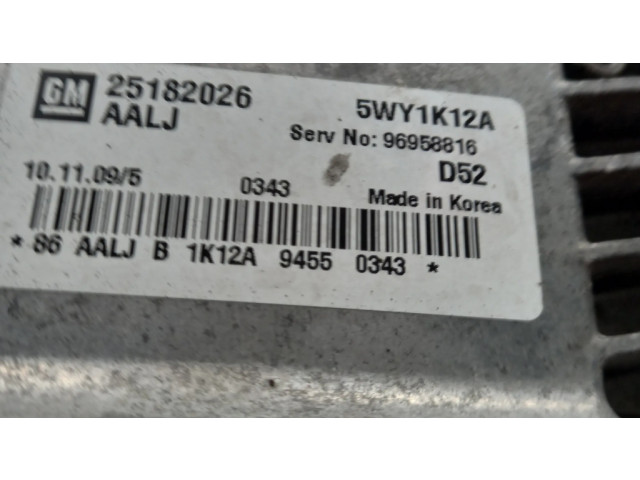 GM 25182026 5WY1K12A
AALJ Serv No: 96958816
D52
10.11.09/5 0343 Made in Korea
* 86 AALJ B 1K12A 9455 0343 *